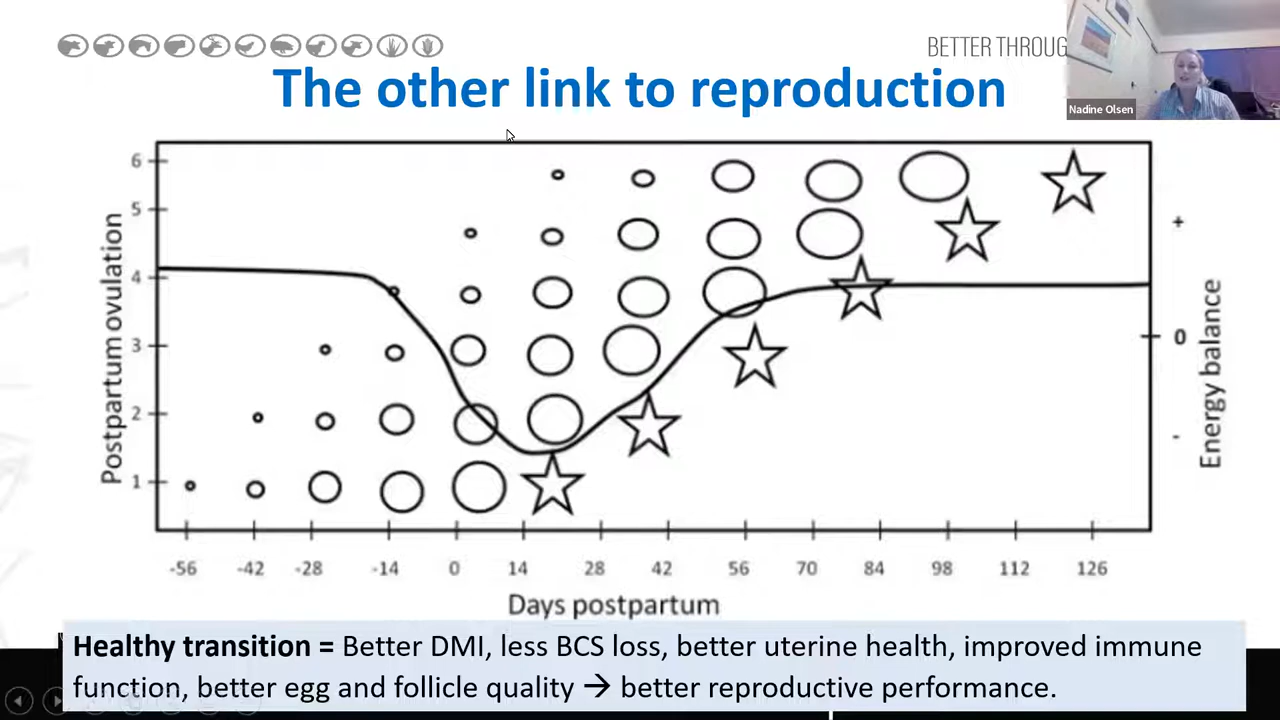 BETTER THROUG
The other link to reproduction
Nadine Olsen
Postpartum ovulation
6
5
4
3
2
1
+
0
-
Energy balance
-56 -42 -28 -14 0 14 28 42 56 70 84 98 112 126
Days postpartum
Healthy transition = Better DMI, less BCS loss, better uterine health, improved immune
function, better egg and follicle quality → better reproductive performance.